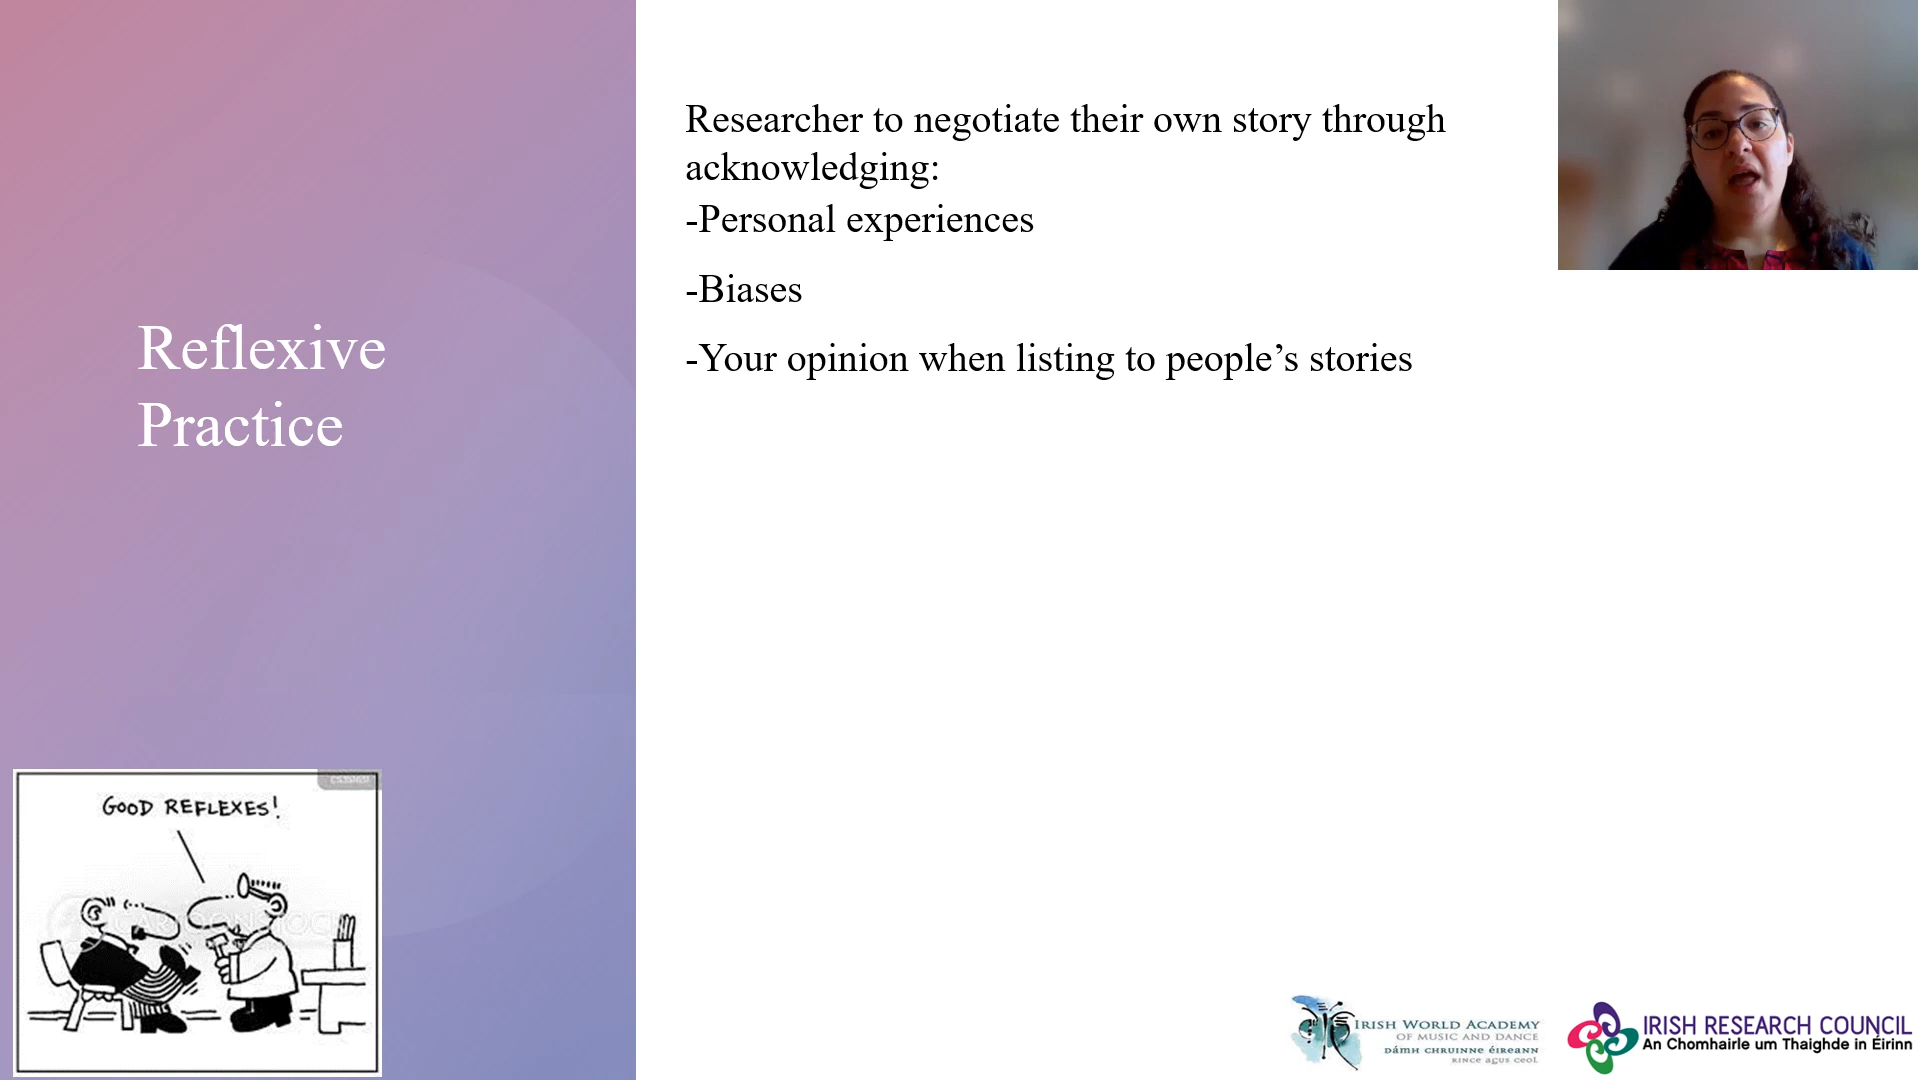 Reflexive
Practice
Researcher to negotiate their own story through
acknowledging:
-Personal experiences
-Biases
-Your opinion when listing to people’s stories
GOOD REFLEXES!
CARTOONSTOCK
IRISH WORLD ACADEMY
OF MUSIC AND DANCE
DÁMH CHRUINNE ÉIREANN
RINCE AGUS CEOL
IRISH RESEARCH COUNCIL
An Chomhairle um Thaighde in Éirinn